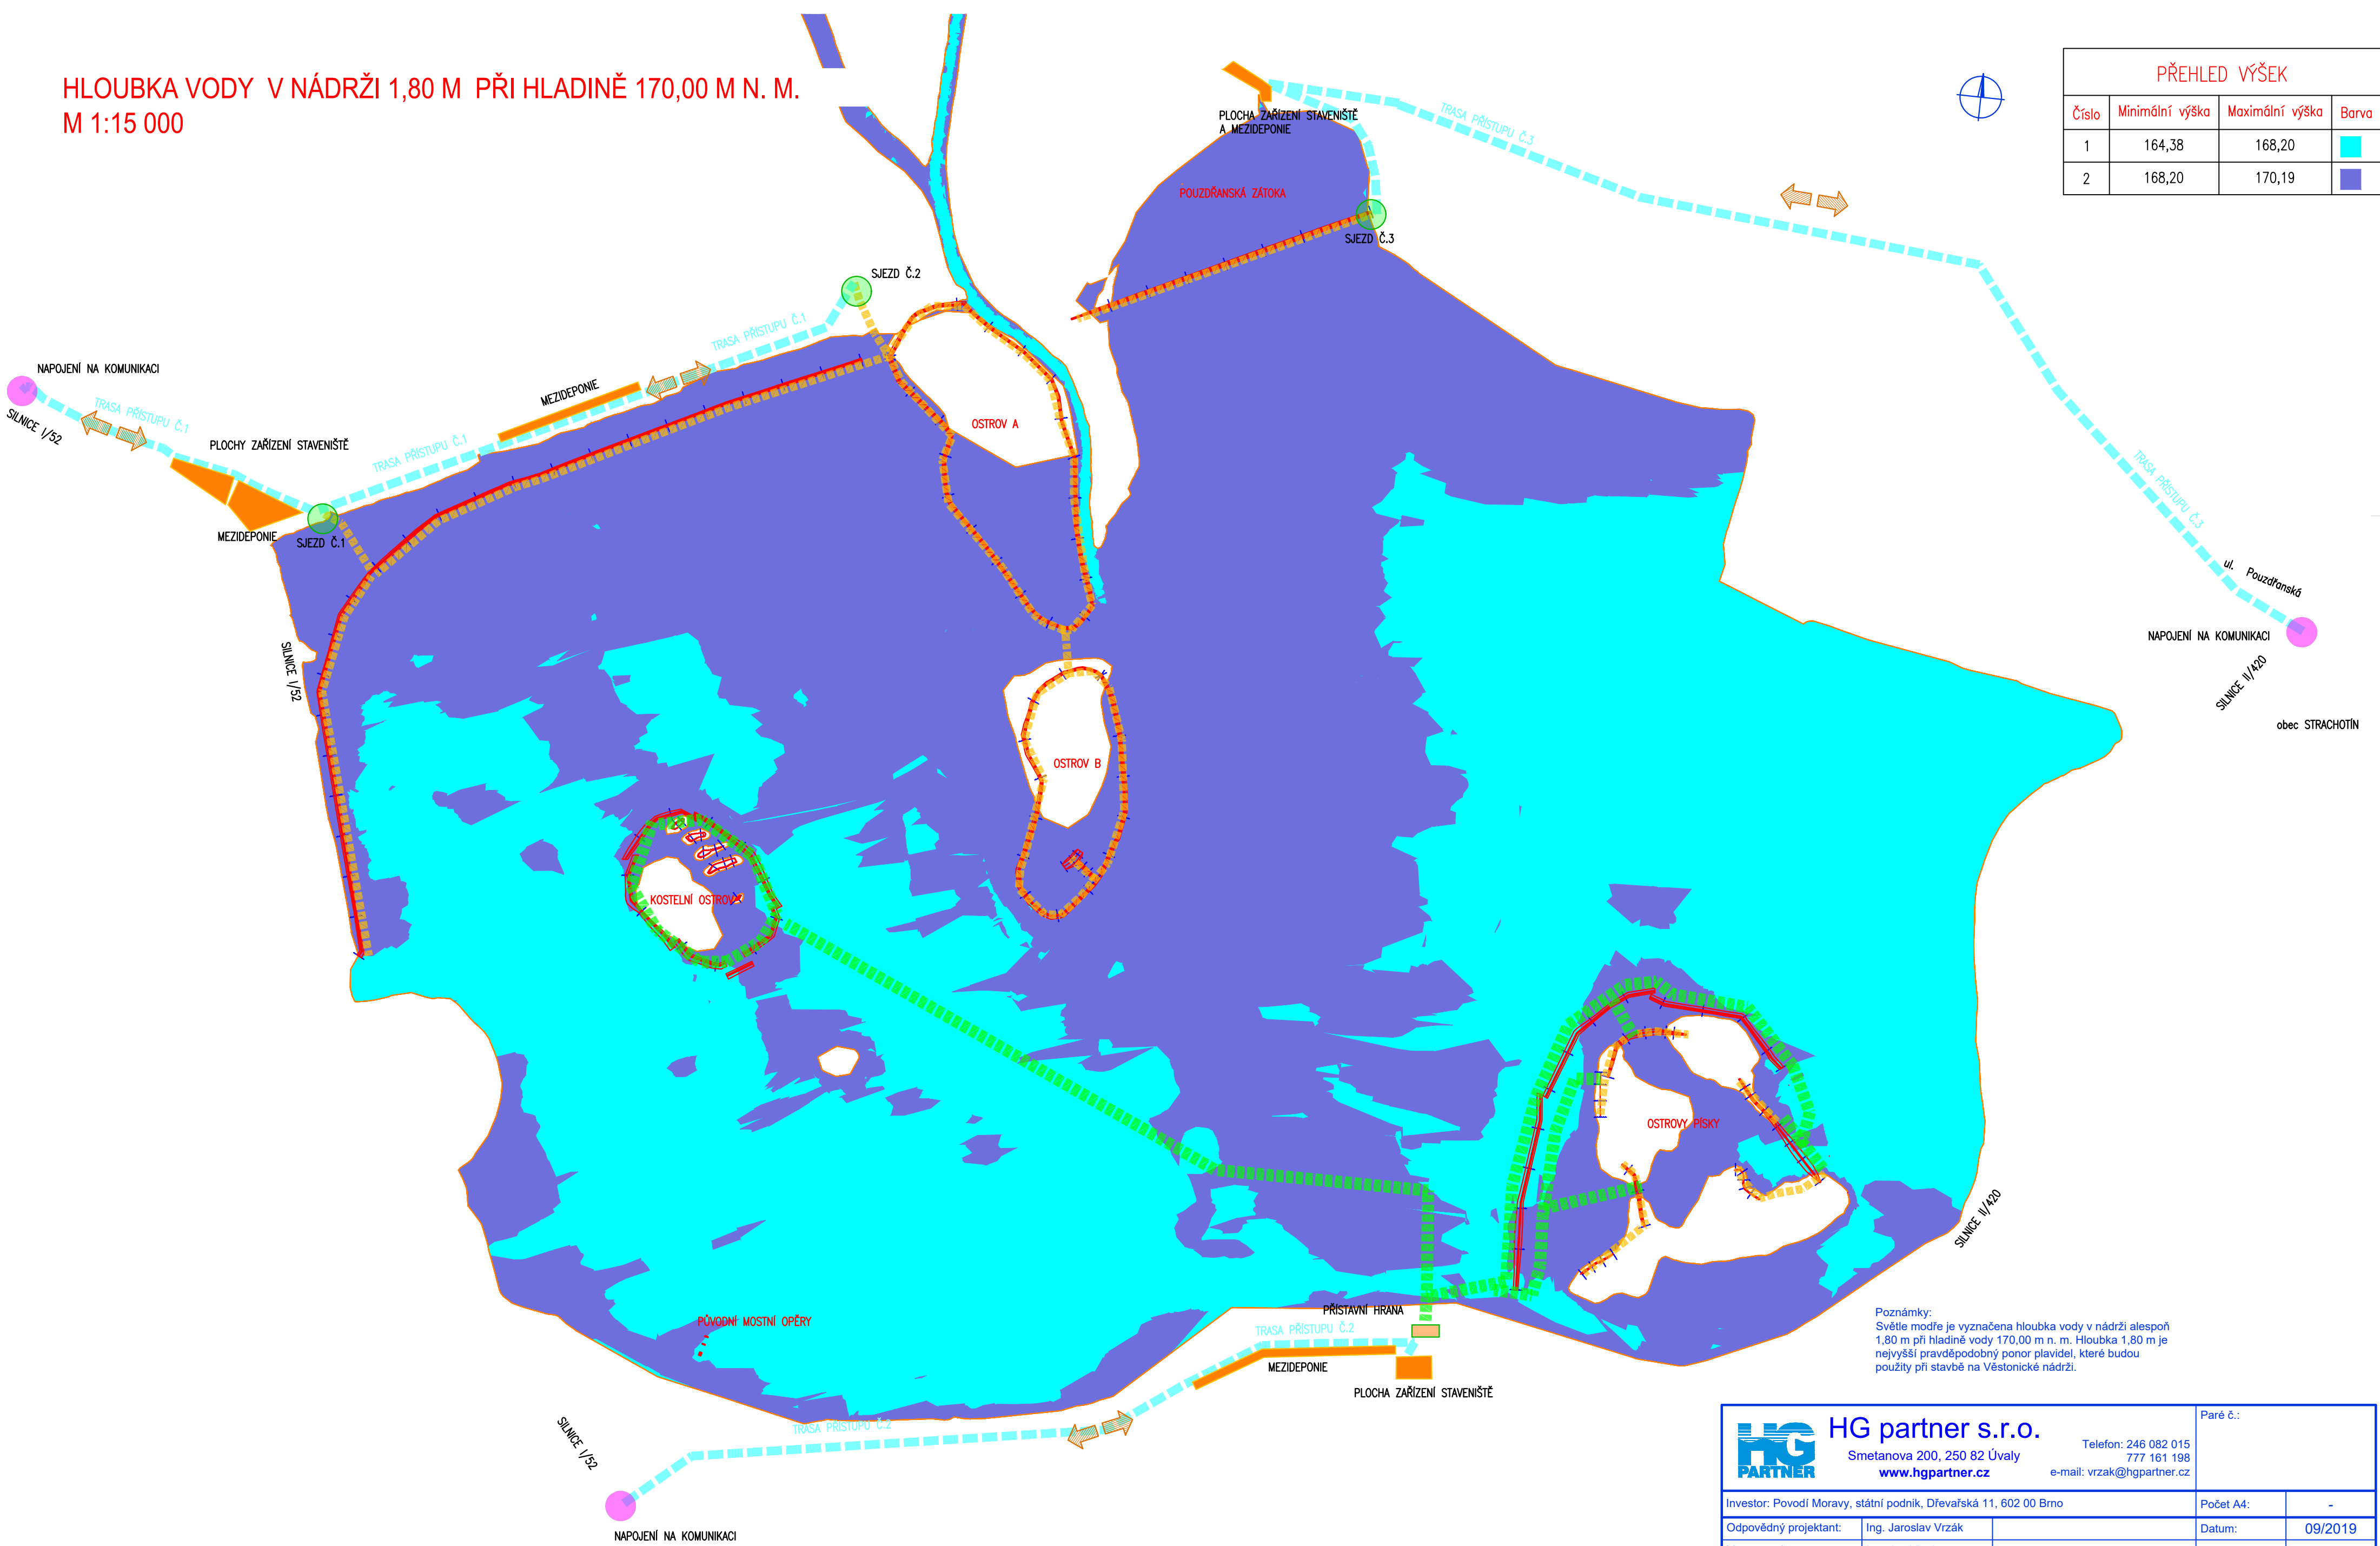 HLOUBKA VODY V NÁDRŽI 1,80 M PŘI HLADINĚ 170,00 M N. M.
M 1:15 000
PŘEHLED VÝŠEK
Číslo Minimální výška Maximální výška Barva
1 164,38 168,20
2 168,20 170,19
PLOCHA ZAŘÍZENÍ STAVENIŠTĚ
A MEZIDEPONIE
TRASA PŘÍSTUPU Č.3
POUZDŘANSKÁ ZÁTOKA
SJEZD Č.3
SJEZD Č.2
TRASA PŘÍSTUPU Č.1
NAPOJENÍ NA KOMUNIKACI
SILNICE I/52
TRASA PŘÍSTUPU Č.1
MEZIDEPONIE
PLOCHY ZAŘÍZENÍ STAVENIŠTĚ
TRASA PŘÍSTUPU Č.1
MEZIDEPONIE
SJEZD Č.1
OSTROV A
TRASA PŘÍSTUPU Č.3
ul. Pouzdřanská
NAPOJENÍ NA KOMUNIKACI
SILNICE II/420
obec STRACHOTÍN
SILNICE I/52
OSTROV B
KOSTELNÍ OSTROV
OSTROVY PÍSKY
SILNICE II/420
PŮVODNÍ MOSTNÍ OPĚRY
PŘÍSTAVNÍ HRANA
TRASA PŘÍSTUPU Č.2
MEZIDEPONIE
PLOCHA ZAŘÍZENÍ STAVENIŠTĚ
TRASA PŘÍSTUPU Č.2
SILNICE I/52
NAPOJENÍ NA KOMUNIKACI
Poznámky:
Světle modře je vyznačena hloubka vody v nádrži alespoň
1,80 m při hladině vody 170,00 m n. m. Hloubka 1,80 m je
nejvyšší pravděpodobný ponor plavidel, které budou
použity při stavbě na Věstonické nádrži.
HG PARTNER
HG partner s.r.o.
Smetanova 200, 250 82 Úvaly
www.hgpartner.cz
Telefon: 246 082 015
777 161 198
e-mail: vrzak@hgpartner.cz
Paré č.:
Investor: Povodí Moravy, státní podnik, Dřevařská 11, 602 00 Brno
Počet A4: -
Odpovědný projektant: Ing. Jaroslav Vrzák
Datum: 09/2019